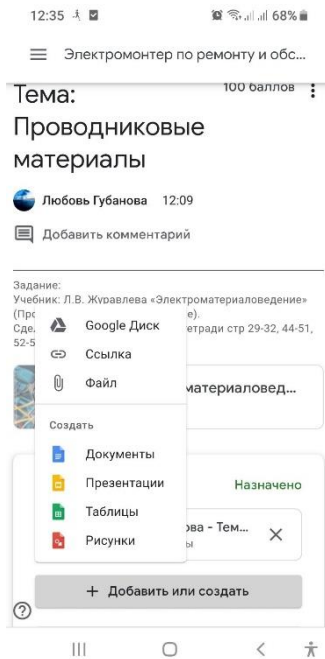 12:35
68%
Электромонтер по ремонту и обс...
Тема:
100 баллов
Проводниковые
материалы
Любовь Губанова 12:09
Добавить комментарий
Задание:
Учебник: Л.В. Журавлева «Электроматериаловедение»
(Про е).
Сде етради стр 29-32, 44-51,
52-5
Google Диск
Ссылка
Файл
материаловед...
Создать
Документы
Презентации
Назначено
Таблицы
ова - Тем...
ы
Рисунки
+ Добавить или создать